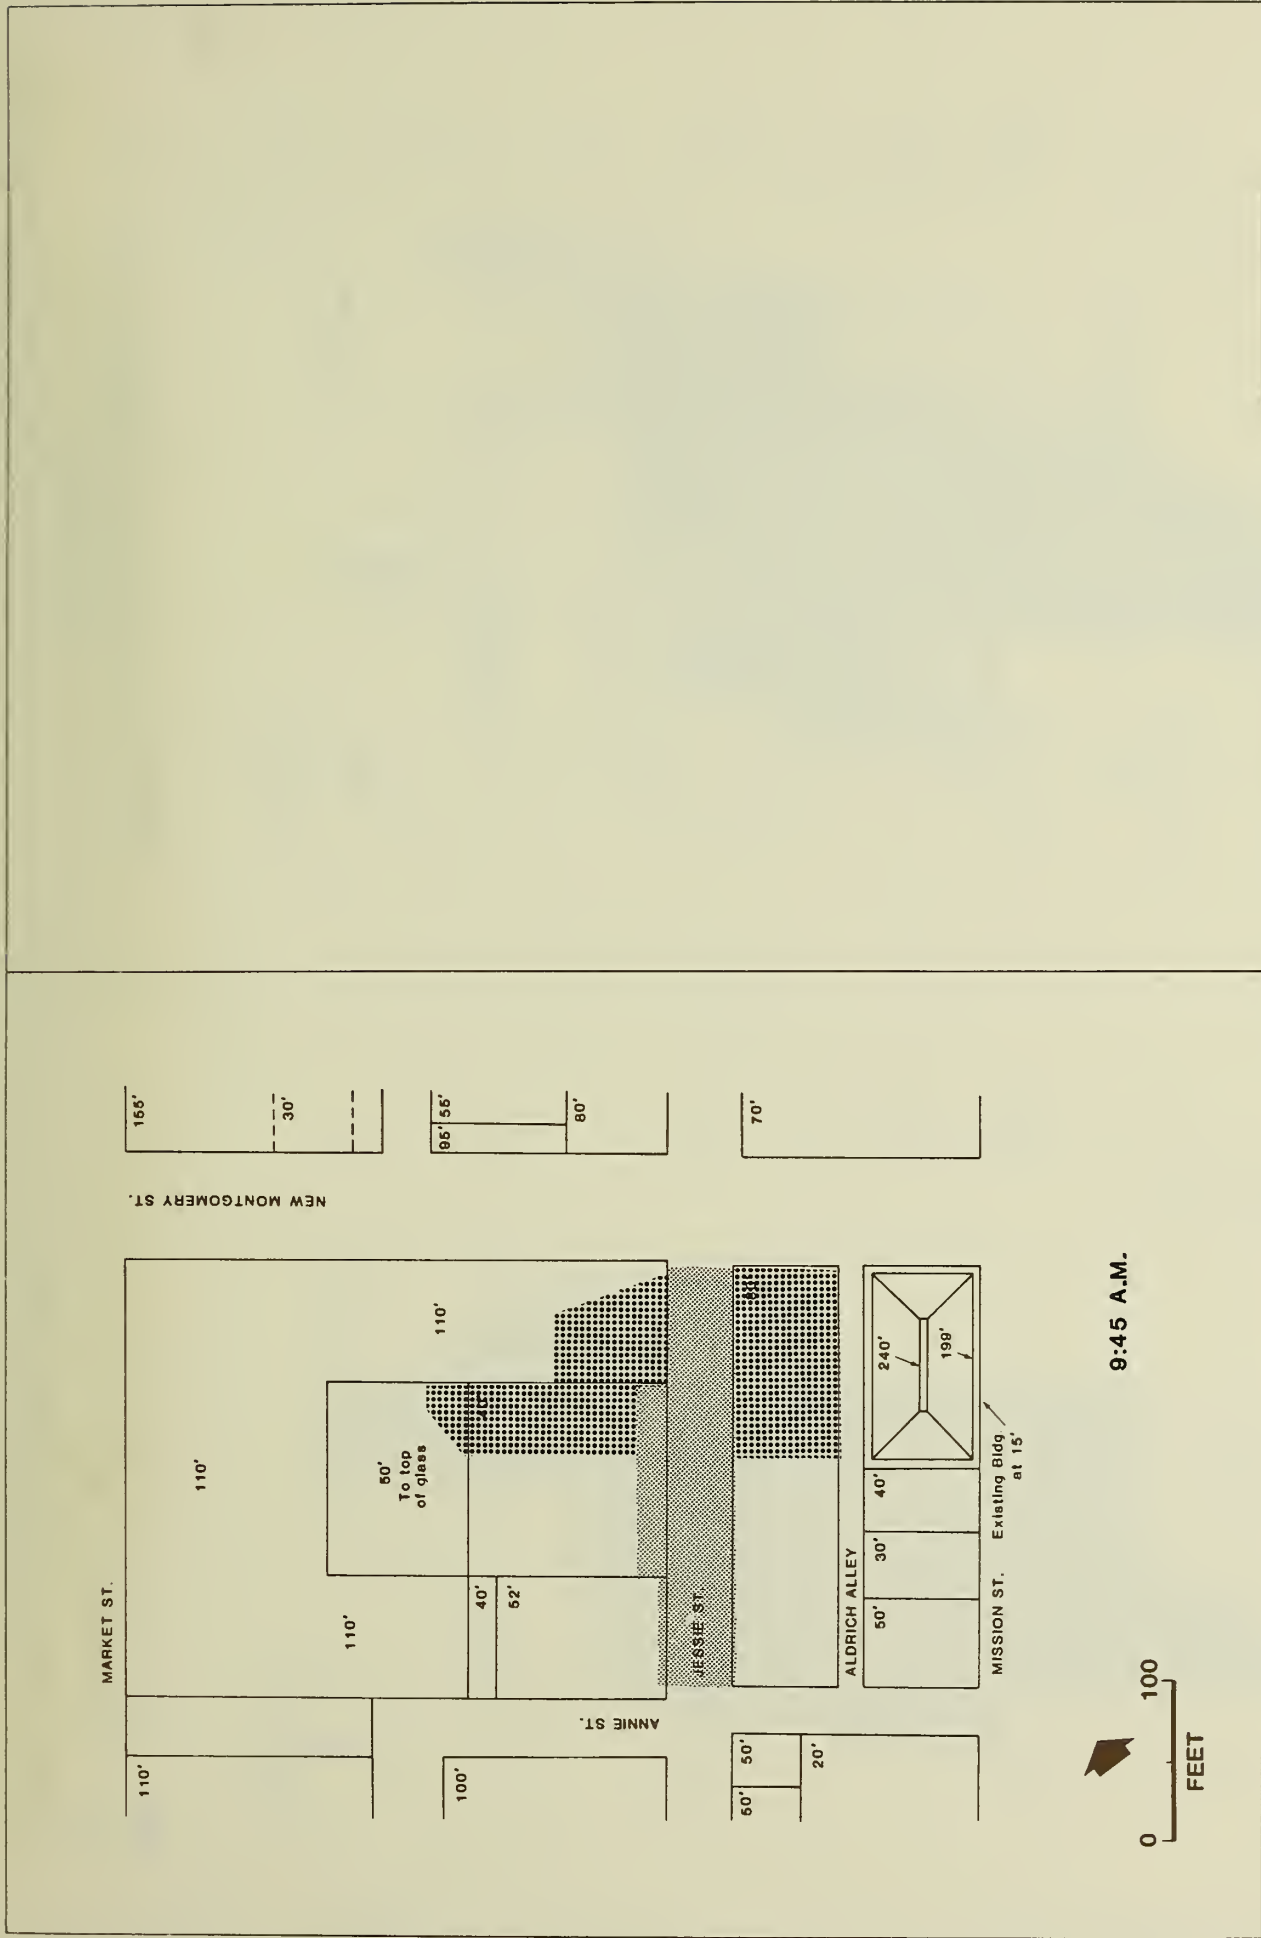 MARKET ST.
110'
155'
NEW MONTGOMERY ST.
110'
30'
110'
50'
To top
of glass
110'
95'
55'
100'
40'
40'
52'
80'
ANNIE ST.
JESSIE ST.
50'
50'
70'
20'
ALDRICH ALLEY
50'
30'
40'
240'
199'
MISSION ST.
Existing Bldg.
at 15'
9:45 A.M.
0
100
FEET